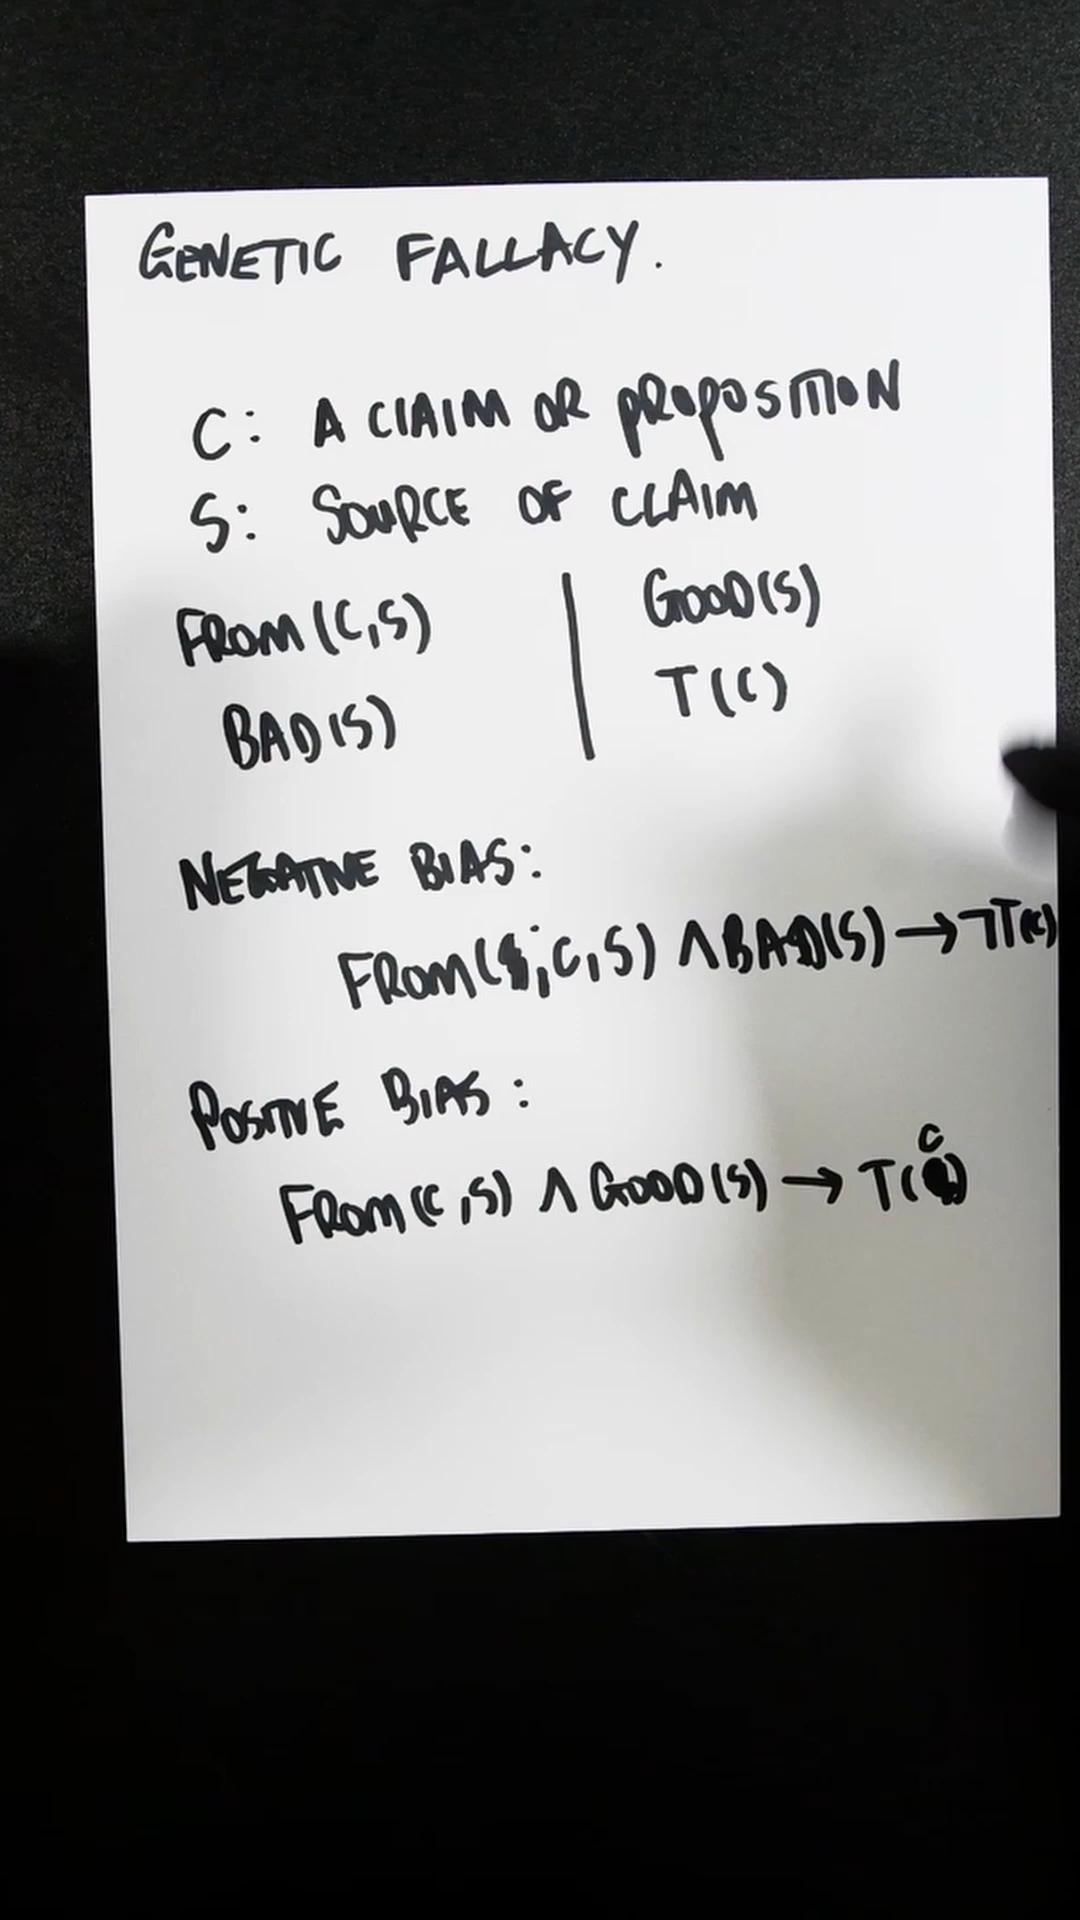 GENETIC FALLACY.
C: A CLAIM OR PROPOSITION
S: SOURCE OF CLAIM
FROM(C,S) | GOOD(S)
BAD(S) | T(C)
NEGATIVE BIAS:
FROM(C,S) ∧ BAD(S) → ¬T(C)
POSITIVE BIAS:
FROM(C,S) ∧ GOOD(S) → T(C)